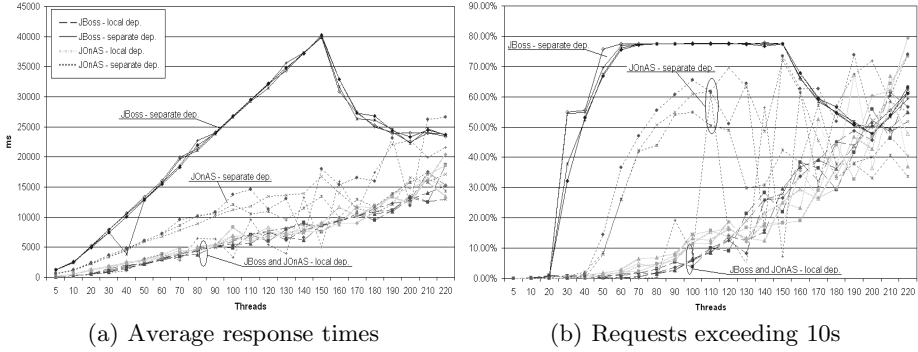 JBoss - local dep.
JBoss - separate dep.
JOnAS - local dep.
JOnAS - separate dep.
45000
40000
35000
30000
25000
20000
15000
10000
5000
0
ms
JBoss - separate dep.
JOnAS - separate dep.
JBoss and JOnAS - local dep.
5 10 20 30 40 50 60 70 80 90 100 110 120 130 140 150 160 170 180 190 200 210 220
Threads
(a) Average response times
90.00%
80.00%
70.00%
60.00%
50.00%
40.00%
30.00%
20.00%
10.00%
0.00%
JBoss - separate dep.
JOnAS - separate dep.
JBoss and JOnAS - local dep.
5 10 20 30 40 50 60 70 80 90 100 110 120 130 140 150 160 170 180 190 200 210 220
Threads
(b) Requests exceeding 10s